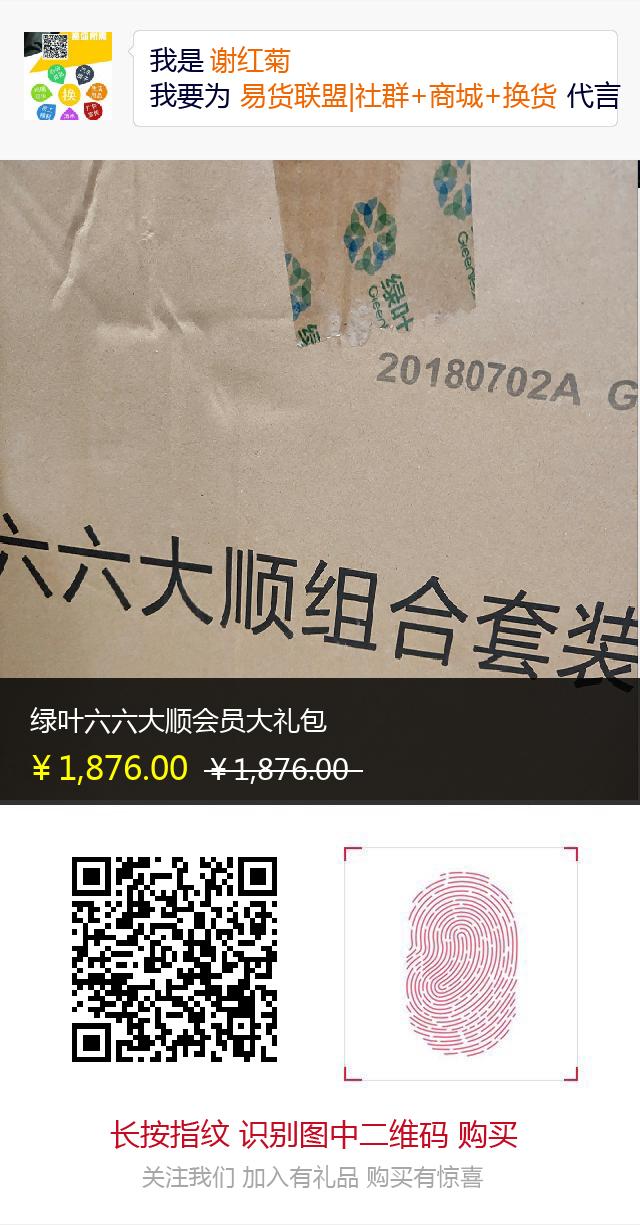 我是 谢红菊
我要为 易货联盟|社群+商城+换货 代言
换
绿叶
Green
20180702A G
六六大顺组合套装
绿叶六六大顺会员大礼包
￥1,876.00 ￥1,876.00
长按指纹 识别图中二维码 购买
关注我们 加入有礼品 购买有惊喜